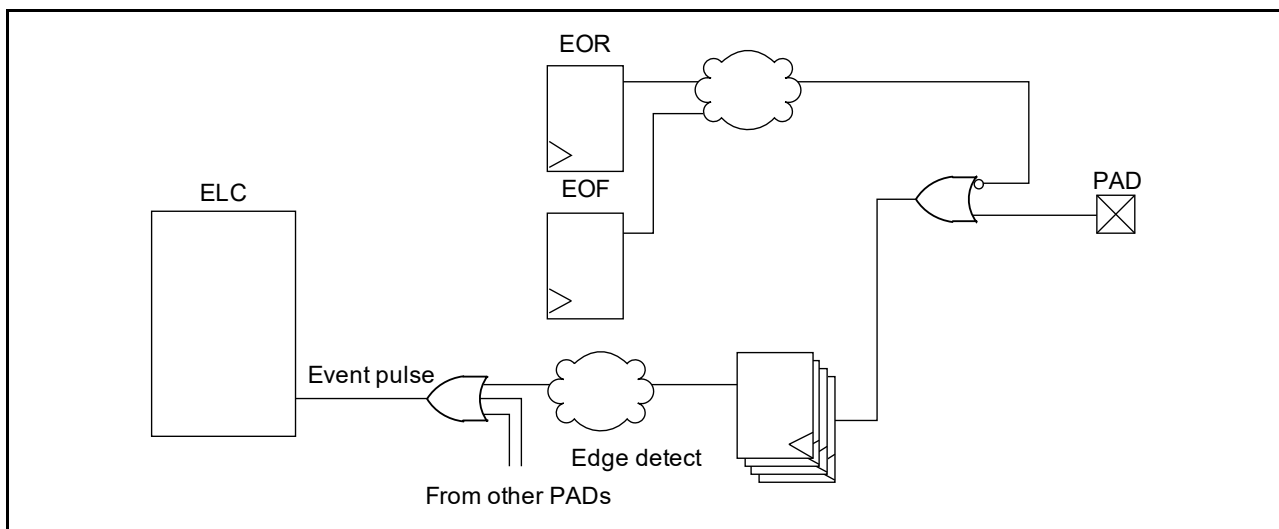 EOR
PAD
ELC
EOF
Event pulse
Edge detect
From other PADs